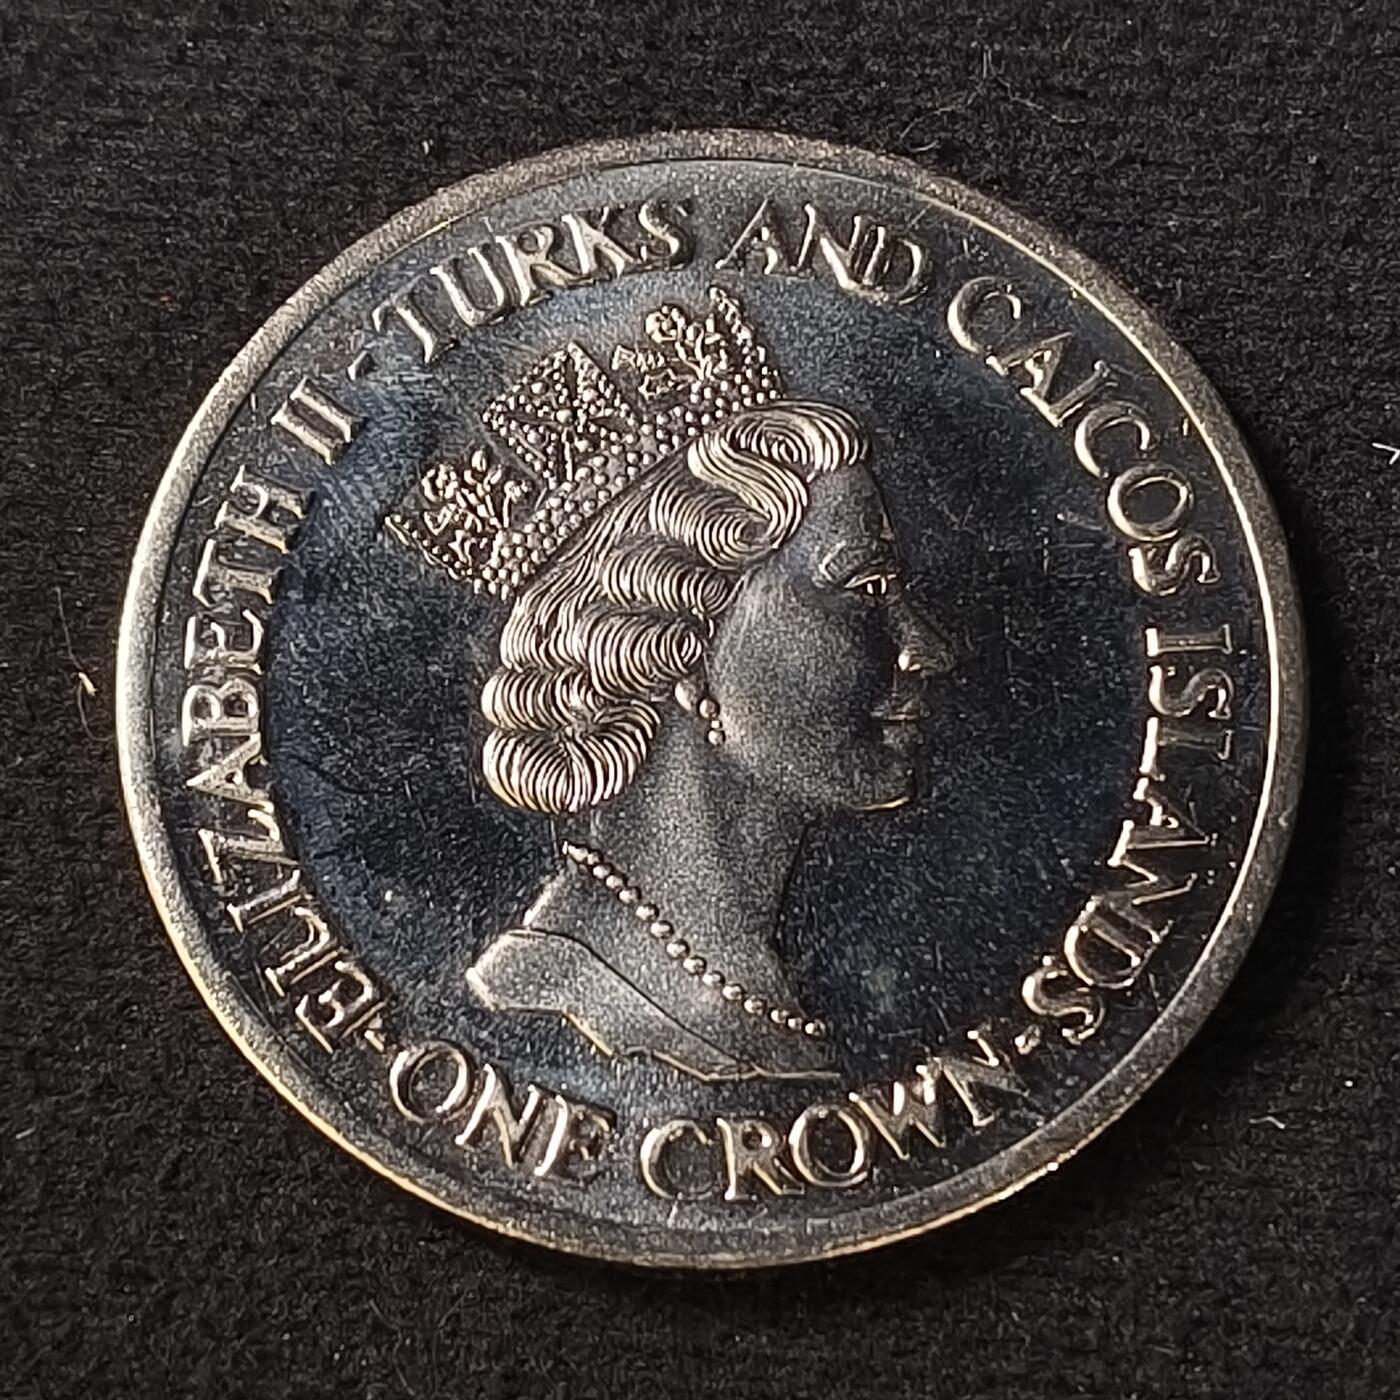 ELIZABETH II - TURKS AND CAICOS ISLANDS - ONE CROWN -